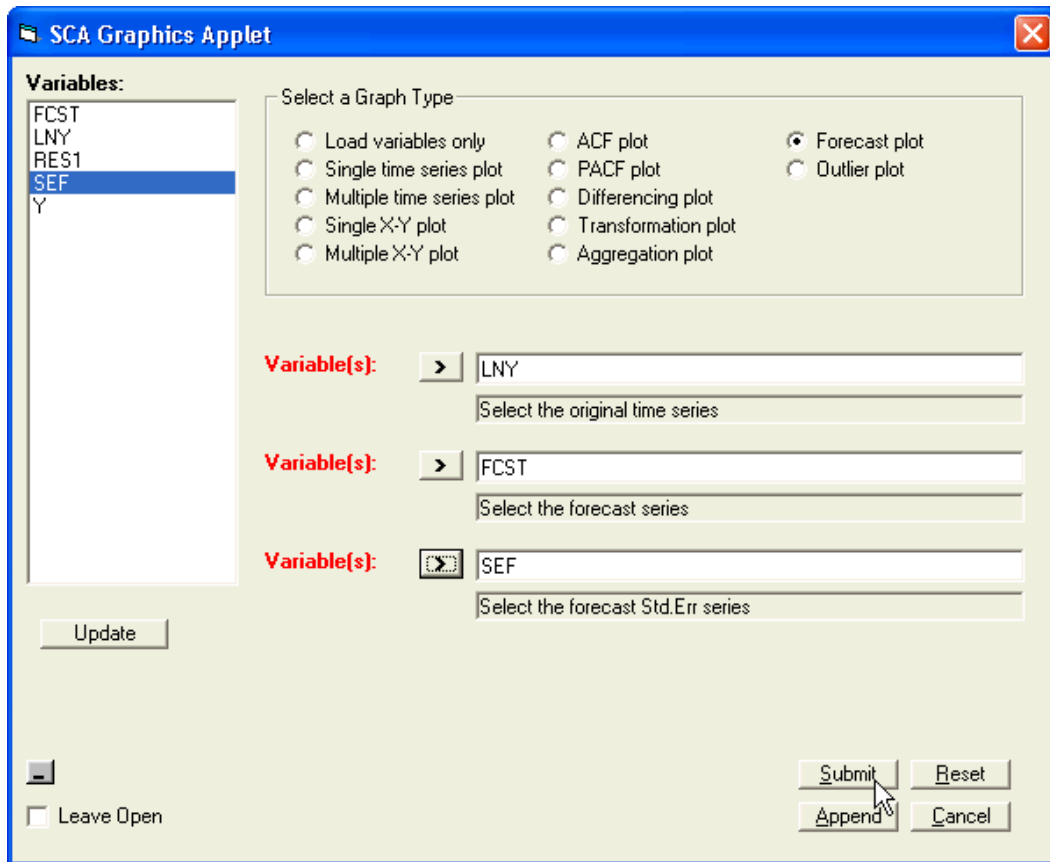 SCA Graphics Applet
Variables:
FCST
LNY
RES1
SEF
Y
Select a Graph Type
Load variables only
Single time series plot
Multiple time series plot
Single X-Y plot
Multiple X-Y plot
ACF plot
PACF plot
Differencing plot
Transformation plot
Aggregation plot
Forecast plot
Outlier plot
Variable(s): > LNY
Select the original time series
Variable(s): > FCST
Select the forecast series
Variable(s): > SEF
Select the forecast Std.Err series
Update
Submit Reset
Leave Open
Append Cancel